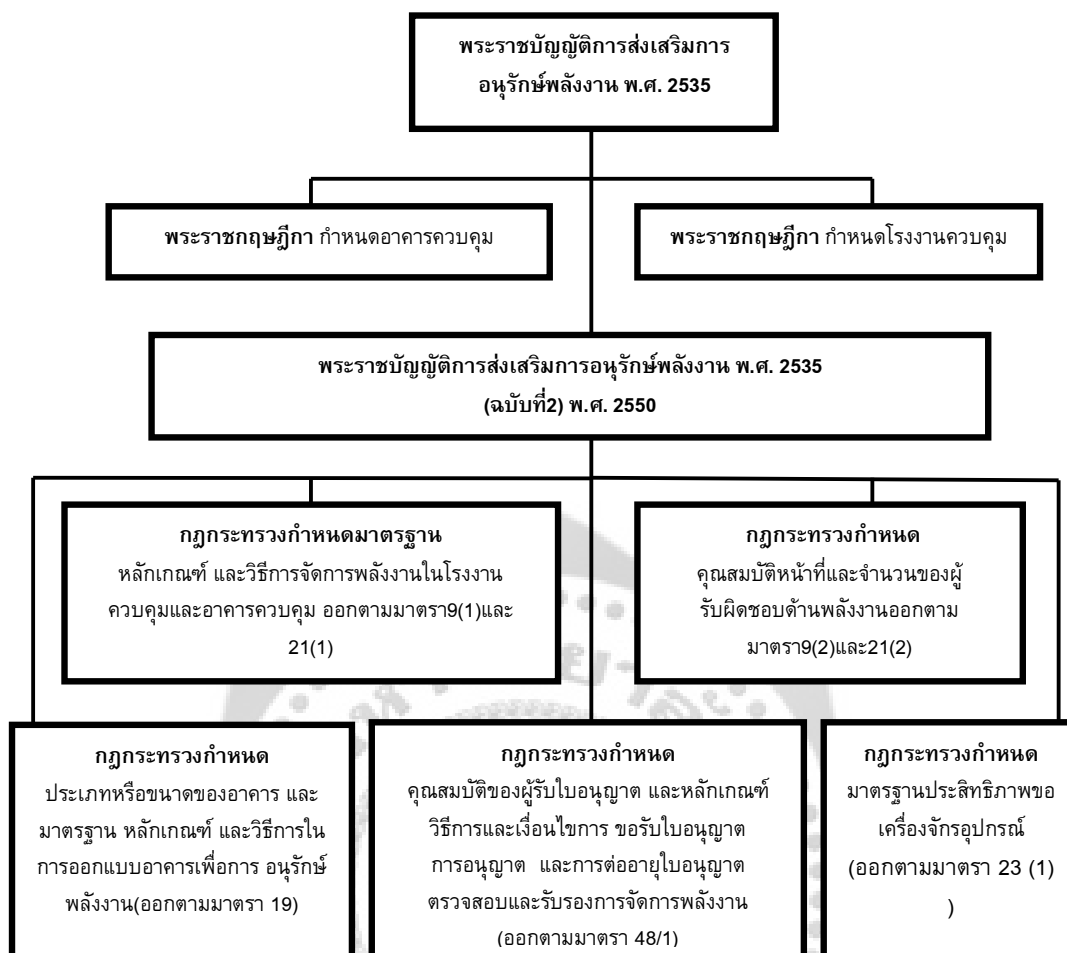 พระราชบัญญัติการส่งเสริมการ
อนุรักษ์พลังงาน พ.ศ. 2535
พระราชกฤษฎีกา กำหนดอาคารควบคุม
พระราชกฤษฎีกา กำหนดโรงงานควบคุม
พระราชบัญญัติการส่งเสริมการอนุรักษ์พลังงาน พ.ศ. 2535
(ฉบับที่2) พ.ศ. 2550
กฎกระทรวงกำหนดมาตรฐาน
หลักเกณฑ์ และวิธีการจัดการพลังงานในโรงงาน
ควบคุมและอาคารควบคุม ออกตามมาตรา9(1)และ
21(1)
กฎกระทรวงกำหนด
คุณสมบัติหน้าที่และจำนวนของผู้
รับผิดชอบด้านพลังงานออกตาม
มาตรา9(2)และ21(2)
กฎกระทรวงกำหนด
ประเภทหรือขนาดของอาคาร และ
มาตรฐาน หลักเกณฑ์ และวิธีการใน
การออกแบบอาคารเพื่อการ อนุรักษ์
พลังงาน(ออกตามมาตรา 19)
กฎกระทรวงกำหนด
คุณสมบัติของผู้รับใบอนุญาต และหลักเกณฑ์
วิธีการและเงื่อนไขการ ขอรับใบอนุญาต
การอนุญาต และการต่ออายุใบอนุญาต
ตรวจสอบและรับรองการจัดการพลังงาน
(ออกตามมาตรา 48/1)
กฎกระทรวงกำหนด
มาตรฐานประสิทธิภาพขอ
เครื่องจักรอุปกรณ์
(ออกตามมาตรา 23 (1)
)